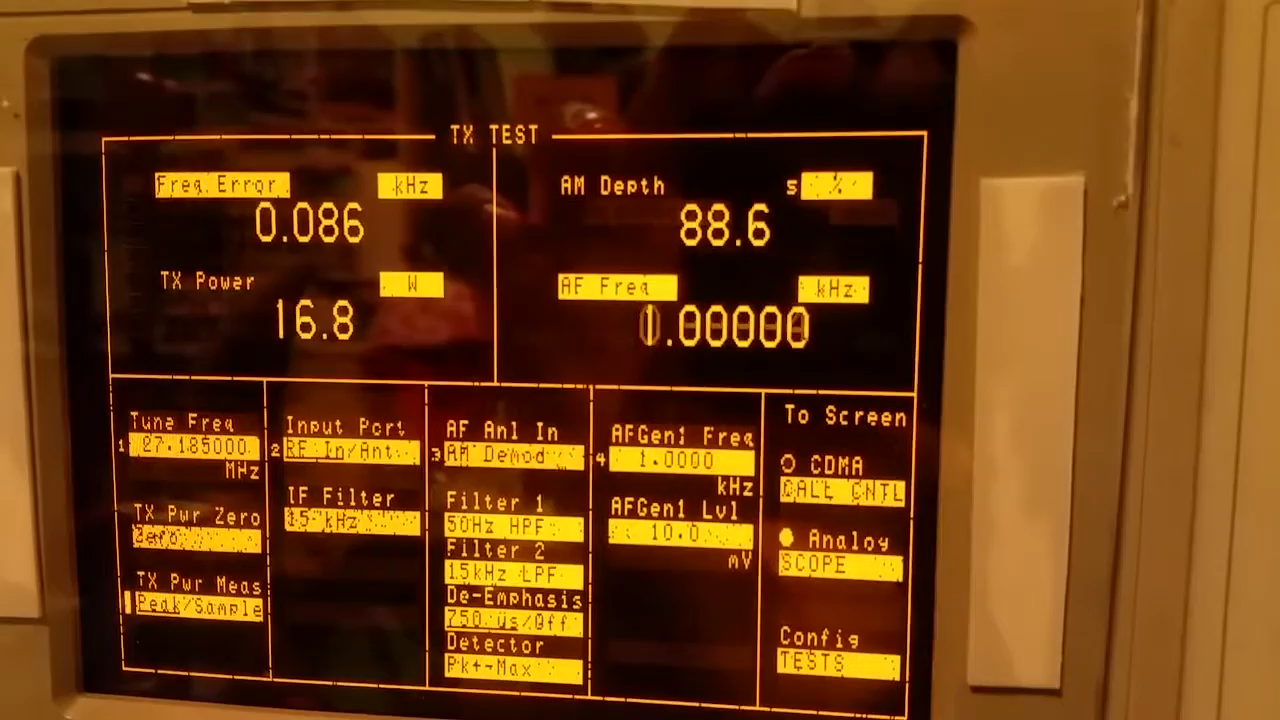 TX TEST
Freq Error kHz
0.086
TX Power W
16.8
AM Depth s %
88.6
AF Freq kHz
1.00000
Tune Freq
1 27.185000
MHz
TX Pwr Zero
Zero
TX Pwr Meas
Peak/Sample
Input Port
2 RF In/Ant
IF Filter
15 kHz
AF Anl In
3 AM Demod
Filter 1
50Hz HPF
Filter 2
15kHz LPF
De-Emphasis
750 us/Off
Detector
Pk+-Max
AFGen1 Freq
4 1.0000
kHz
AFGen1 Lvl
10.0
mV
To Screen
CDMA
CALL CNTL
Analog
SCOPE
Config
TESTS